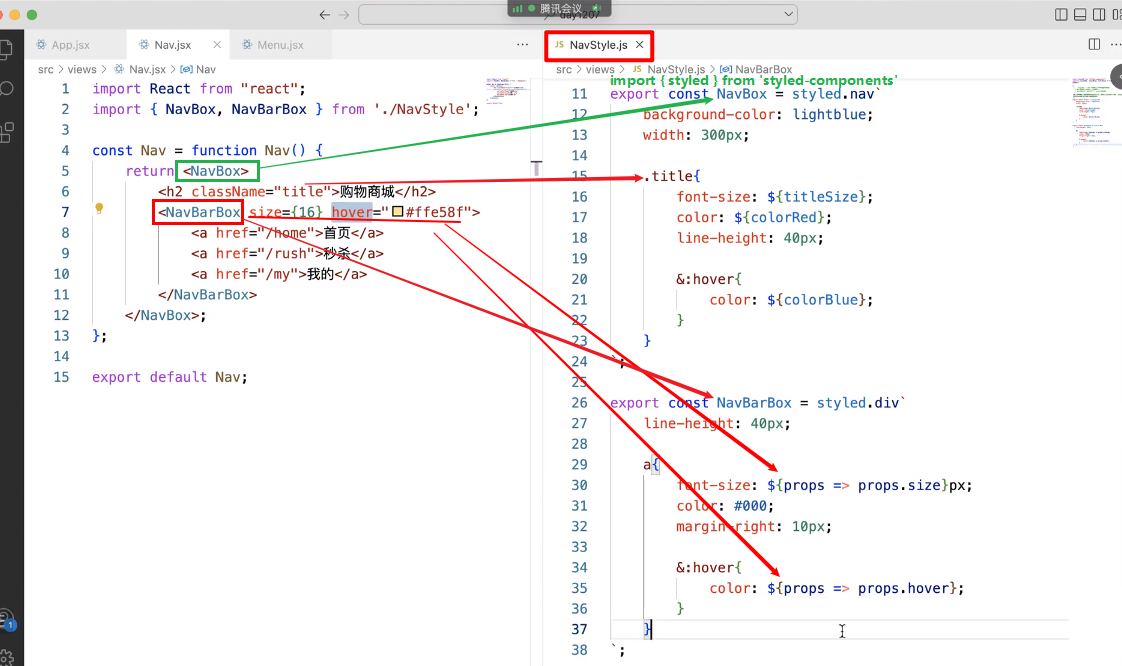 腾讯会议
day1207
App.jsx
Nav.jsx
Menu.jsx
src > views > Nav.jsx > Nav
1 import React from "react";
2 import { NavBox, NavBarBox } from './NavStyle';
3
4 const Nav = function Nav() {
5 return <NavBox>
6 <h2 className="title">购物商城</h2>
7 <NavBarBox size={16} hover="#ffe58f">
8 <a href="/home">首页</a>
9 <a href="/rush">秒杀</a>
10 <a href="/my">我的</a>
11 </NavBarBox>
12 </NavBox>;
13 };
14
15 export default Nav;
JS NavStyle.js
src > views > JS NavStyle.js > NavBarBox
import { styled } from 'styled-components'
11 export const NavBox = styled.nav`
12 background-color: lightblue;
13 width: 300px;
14
15 .title{
16 font-size: ${titleSize};
17 color: ${colorRed};
18 line-height: 40px;
19
20 &:hover{
21 color: ${colorBlue};
22 }
23 }
24 `;
25
26 export const NavBarBox = styled.div`
27 line-height: 40px;
28
29 a{
30 font-size: ${props => props.size}px;
31 color: #000;
32 margin-right: 10px;
33
34 &:hover{
35 color: ${props => props.hover};
36 }
37 }
38 `;
1